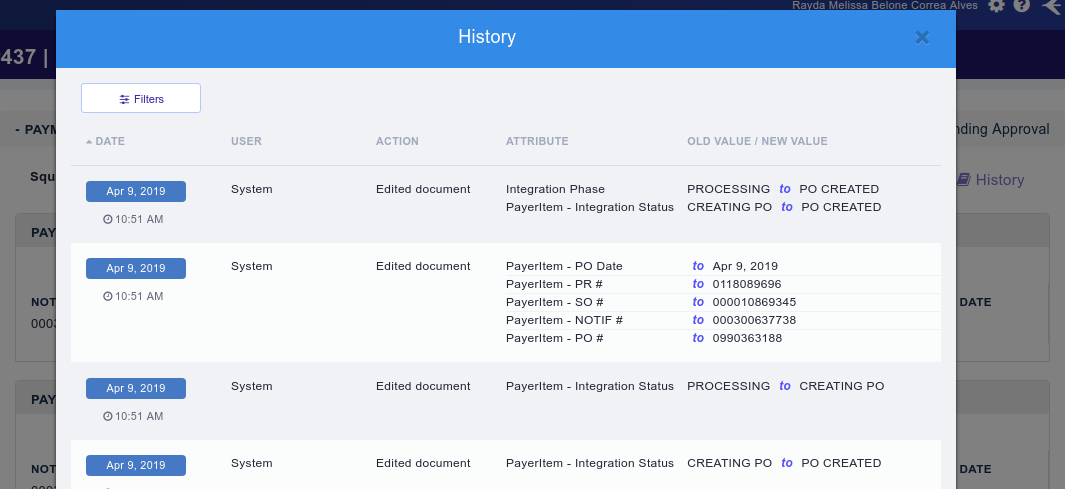 Rayda Melissa Belone Correa Alves
History
437 |
Filters
- PAYM
nding Approval
DATE USER ACTION ATTRIBUTE OLD VALUE / NEW VALUE
Squ
History
Apr 9, 2019 System Edited document Integration Phase PROCESSING to PO CREATED
10:51 AM PayerItem - Integration Status CREATING PO to PO CREATED
PAY
Apr 9, 2019 System Edited document PayerItem - PO Date to Apr 9, 2019
10:51 AM PayerItem - PR # to 0118089696
NOT PayerItem - SO # to 000010869345 DATE
0003 PayerItem - NOTIF # to 000300637738
PayerItem - PO # to 0990363188
Apr 9, 2019 System Edited document PayerItem - Integration Status PROCESSING to CREATING PO
PAY
10:51 AM
Apr 9, 2019 System Edited document PayerItem - Integration Status CREATING PO to PO CREATED
NOT DATE